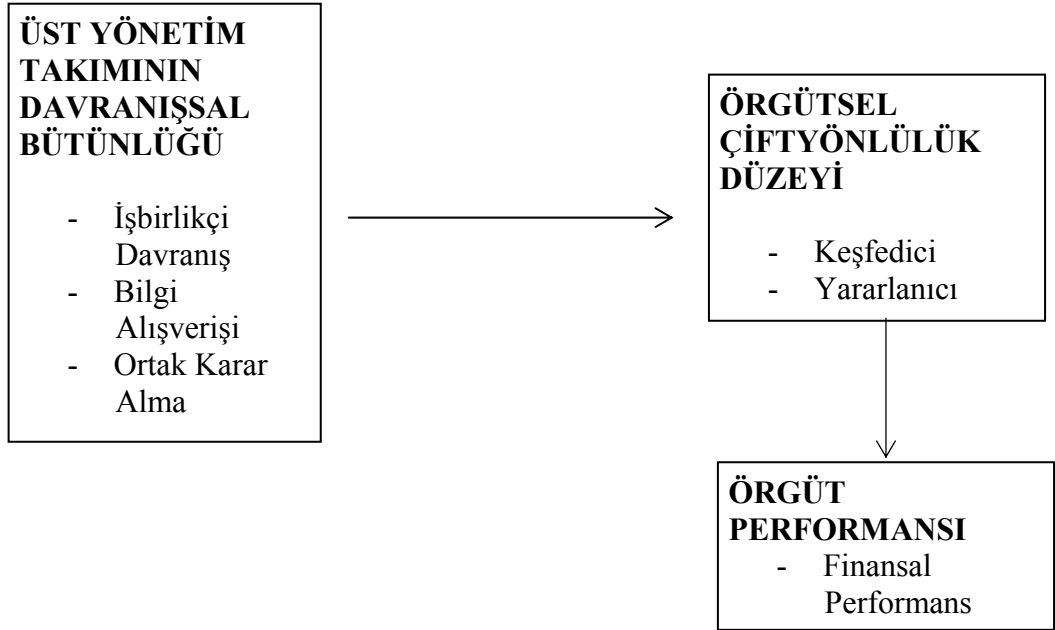 ÜST YÖNETİM
TAKIMININ
DAVRANIŞSAL
BÜTÜNLÜĞÜ
- İşbirlikçi
Davranış
- Bilgi
Alışverişi
- Ortak Karar
Alma
ÖRGÜTSEL
ÇİFTYÖNLÜLÜK
DÜZEYİ
- Keşfedici
- Yararlanıcı
ÖRGÜT
PERFORMANSI
- Finansal
Performans